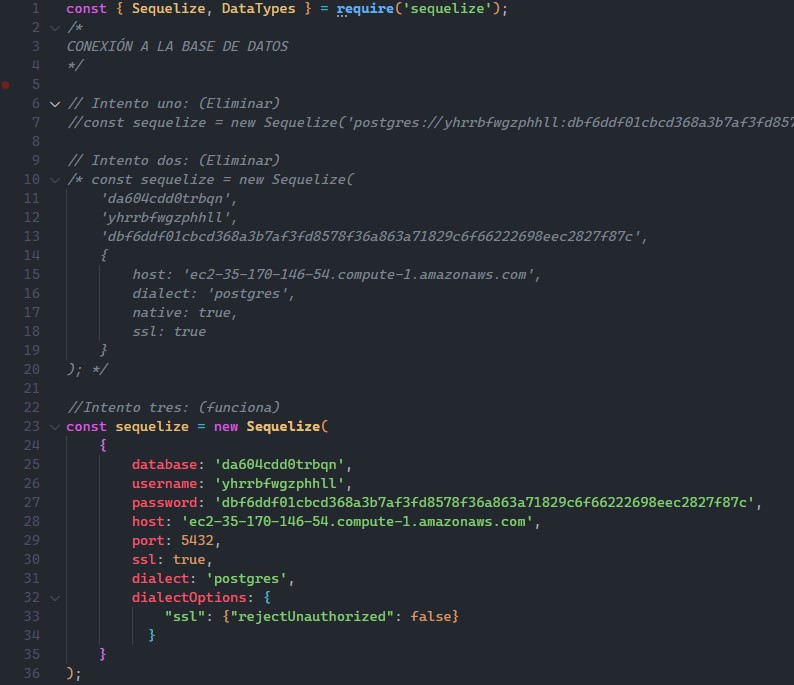 1 const { Sequelize, DataTypes } = require('sequelize');
2 /*
3 CONEXIÓN A LA BASE DE DATOS
4 */
5
6 // Intento uno: (Eliminar)
7 //const sequelize = new Sequelize('postgres://yhrrbfwgzphhll:dbf6ddf01cbcd368a3b7af3fd857
8
9 // Intento dos: (Eliminar)
10 /* const sequelize = new Sequelize(
11 'da604cdd0trbqn',
12 'yhrrbfwgzphhll',
13 'dbf6ddf01cbcd368a3b7af3fd8578f36a863a71829c6f66222698eec2827f87c',
14 {
15 host: 'ec2-35-170-146-54.compute-1.amazonaws.com',
16 dialect: 'postgres',
17 native: true,
18 ssl: true
19 }
20 ); */
21
22 //Intento tres: (funciona)
23 const sequelize = new Sequelize(
24 {
25 database: 'da604cdd0trbqn',
26 username: 'yhrrbfwgzphhll',
27 password: 'dbf6ddf01cbcd368a3b7af3fd8578f36a863a71829c6f66222698eec2827f87c',
28 host: 'ec2-35-170-146-54.compute-1.amazonaws.com',
29 port: 5432,
30 ssl: true,
31 dialect: 'postgres',
32 dialectOptions: {
33 "ssl": {"rejectUnauthorized": false}
34 }
35 }
36 );